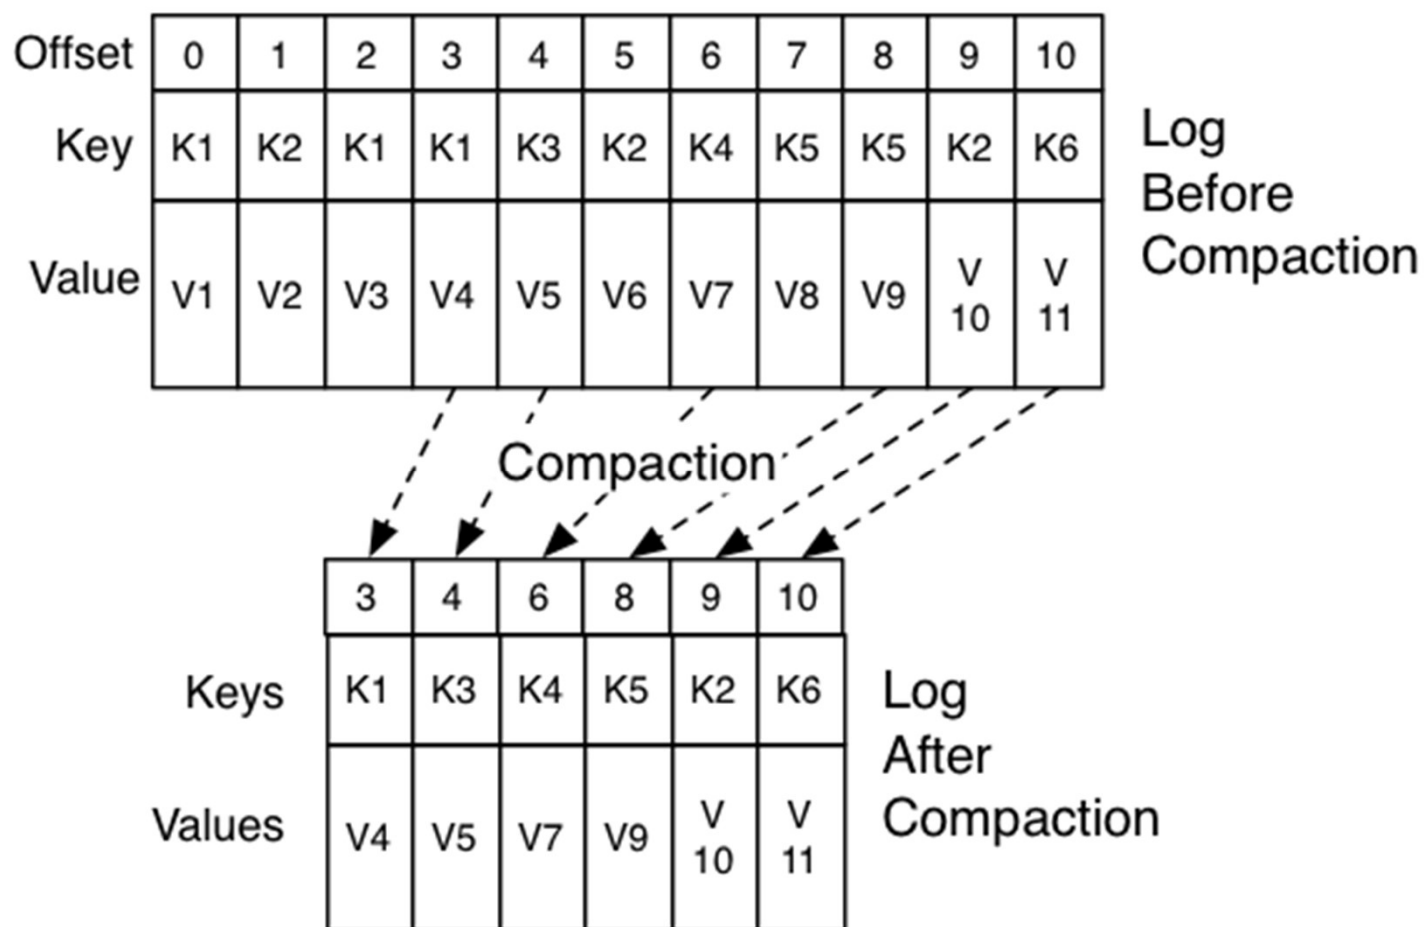 Offset 0 1 2 3 4 5 6 7 8 9 10
Key K1 K2 K1 K1 K3 K2 K4 K5 K5 K2 K6
Value V1 V2 V3 V4 V5 V6 V7 V8 V9 V 10 V 11
Log
Before
Compaction
Compaction
3 4 6 8 9 10
Keys K1 K3 K4 K5 K2 K6
Values V4 V5 V7 V9 V 10 V 11
Log
After
Compaction